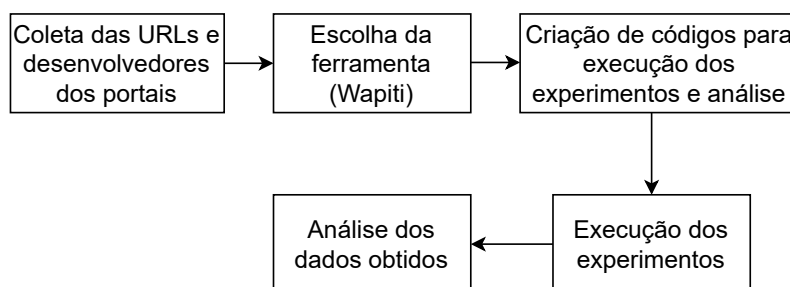 Coleta das URLs e
desenvolvedores
dos portais
Escolha da
ferramenta
(Wapiti)
Criação de códigos para
execução dos
experimentos e análise
Execução dos
experimentos
Análise dos
dados obtidos